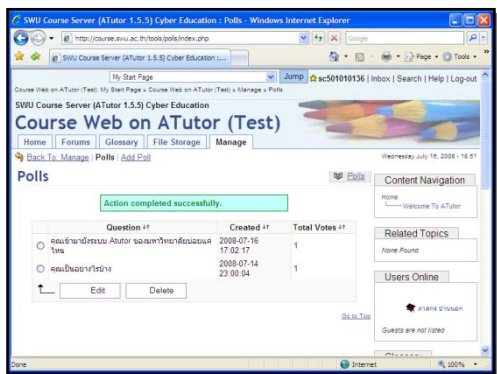 SWU Course Server (ATutor 1.5.5) Cyber Education : Polls - Windows Internet Explorer
http://course.swu.ac.th/tools/polls/index.php
Google
SWU Course Server (ATutor 1.5.5) Cyber Education :...
Page
Tools
My Start Page
Jump
sc501010136 | Inbox | Search | Help | Log-out
Course Web on ATutor (Test): My Start Page » Course Web on ATutor (Test) » Manage » Polls
SWU Course Server (ATutor 1.5.5) Cyber Education
Course Web on ATutor (Test)
Home
Forums
Glossary
File Storage
Manage
Back To: Manage | Polls | Add Poll
Wednesday July 16, 2008 - 18:51
Polls
Polls
Content Navigation
Home
Welcome To ATutor
Action completed successfully.
Related Topics
None Found
Question
Created
Total Votes
คุณเข้ามายังระบบ Atutor ของมหาวิทยาลัยบ่อยแค่ไหน
2008-07-16 17:02:17
1
คุณเป็นอย่างไรบ้าง
2008-07-14 23:00:04
1
Edit
Delete
Users Online
Guests are not listed
Go to Top
Glossary
Done
Internet
100%